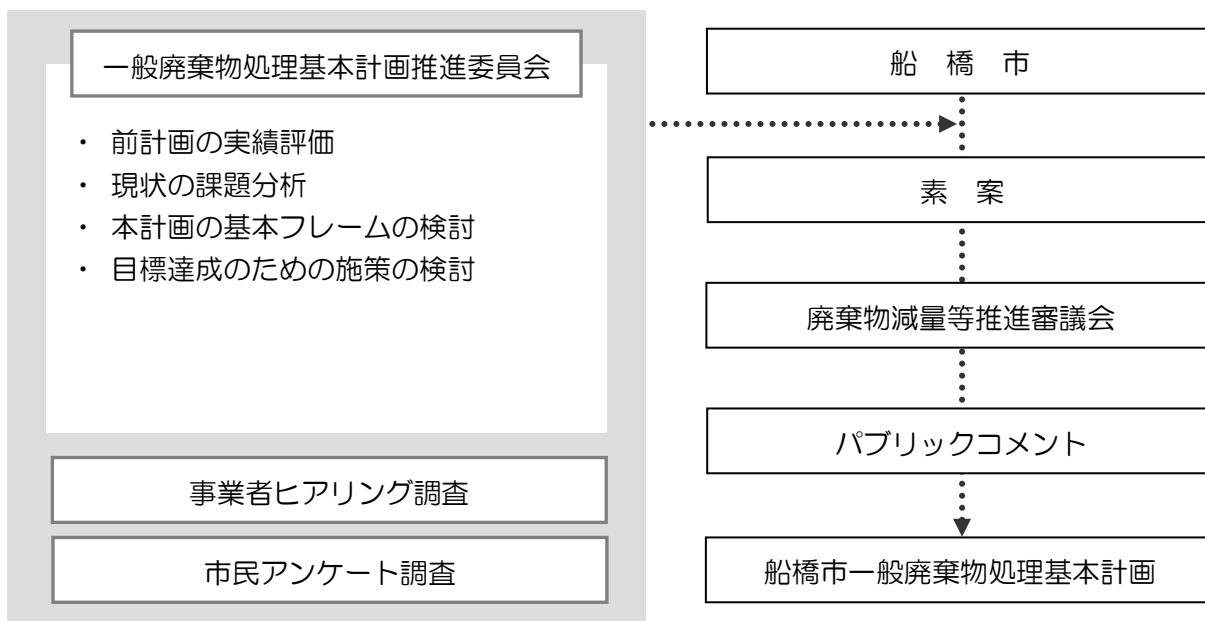 一般廃棄物処理基本計画推進委員会
・ 前計画の実績評価
・ 現状の課題分析
・ 本計画の基本フレームの検討
・ 目標達成のための施策の検討
事業者ヒアリング調査
市民アンケート調査
船 橋 市
素 案
廃棄物減量等推進審議会
パブリックコメント
船橋市一般廃棄物処理基本計画